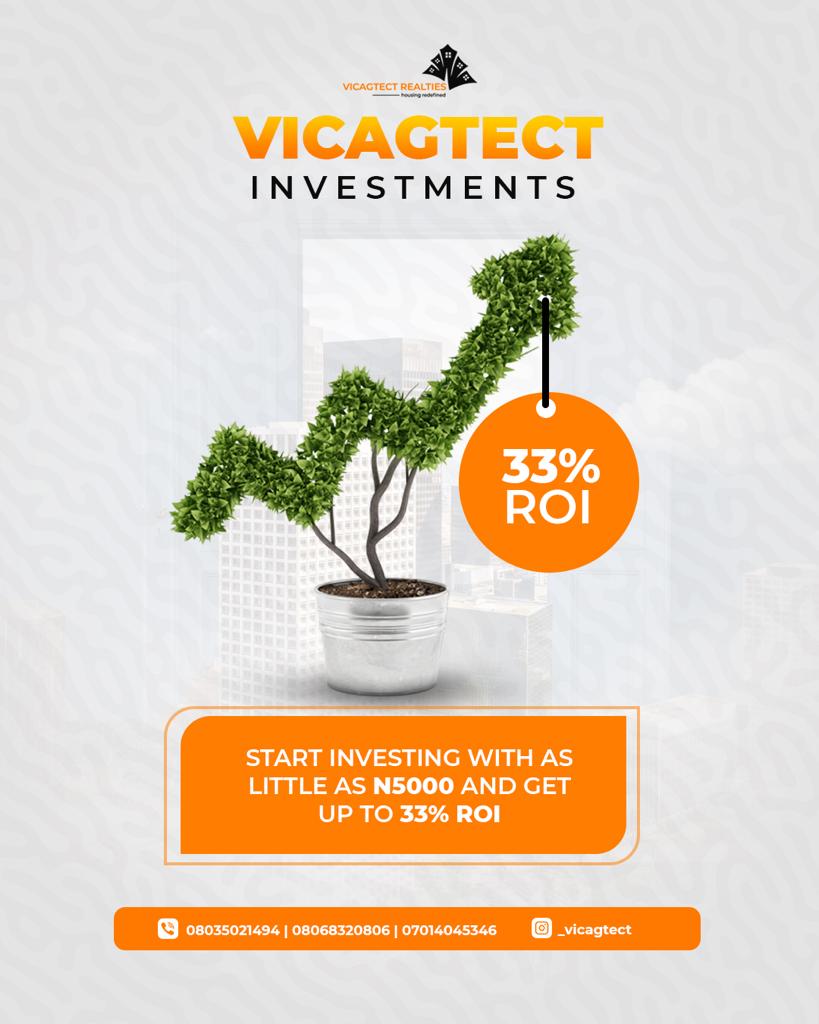 VICAGTECT REALTIES
housing redefined
VICAGTECT
INVESTMENTS
33%
ROI
START INVESTING WITH AS
LITTLE AS N5000 AND GET
UP TO 33% ROI
08035021494 | 08068320806 | 07014045346 _vicagtect